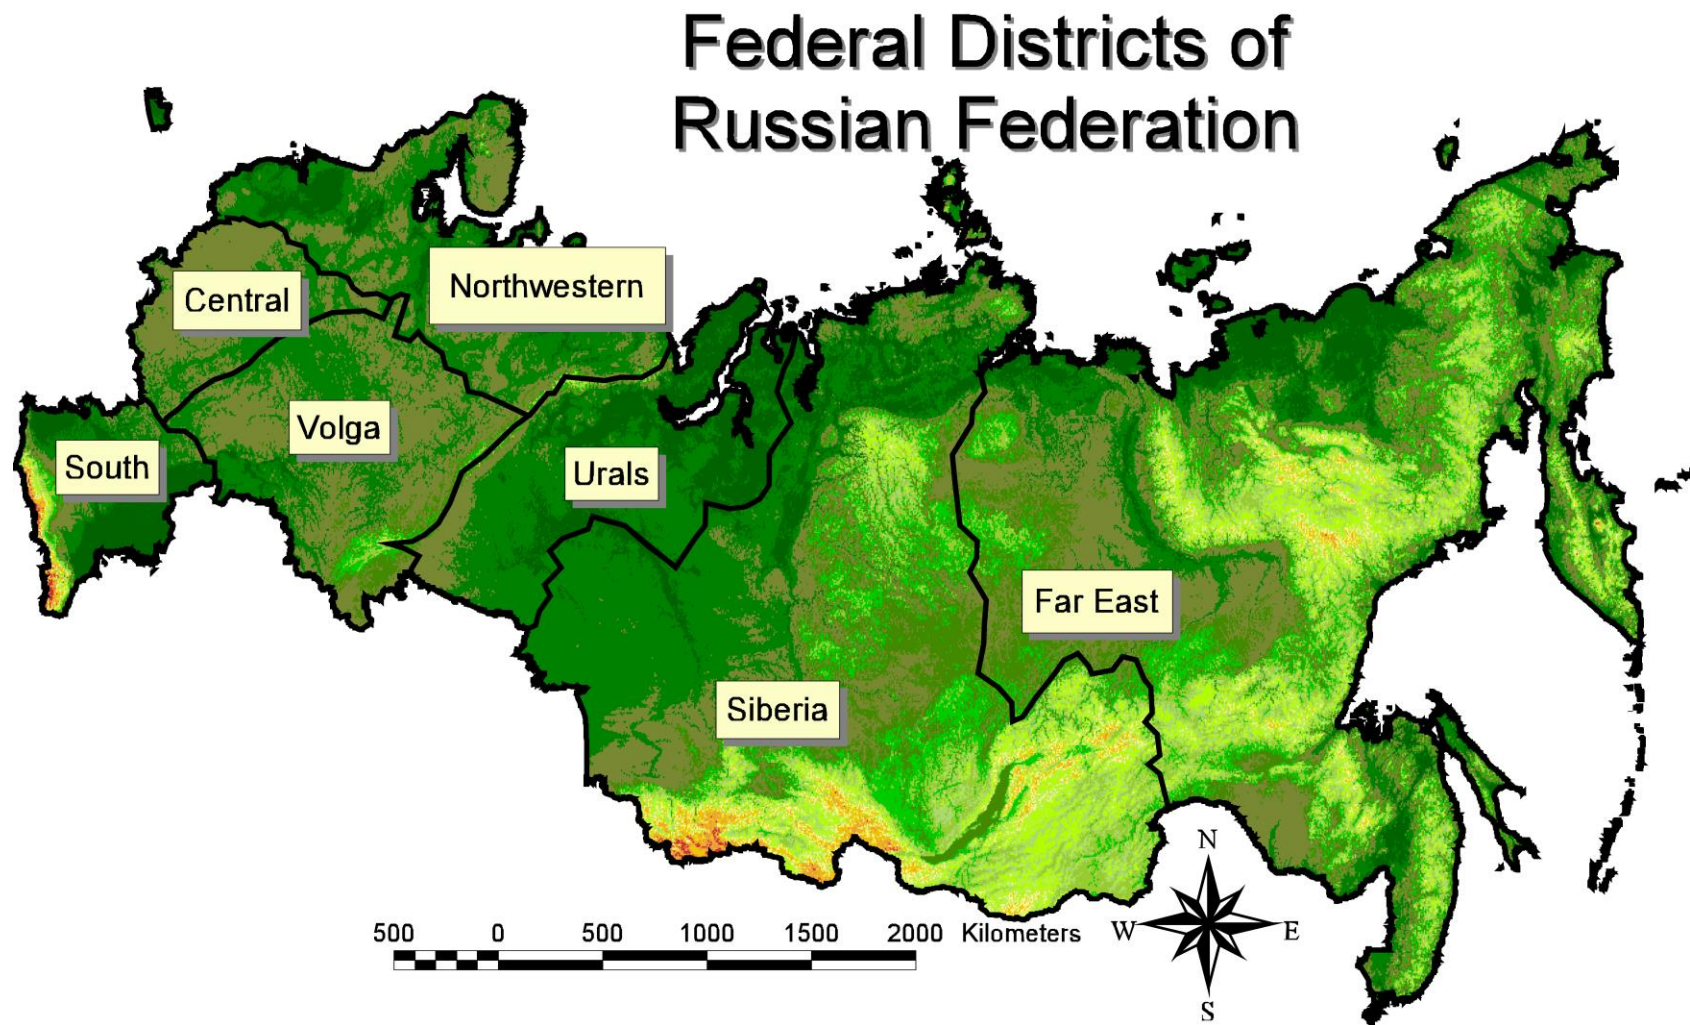 Federal Districts of
Russian Federation
Northwestern
Central
Volga
South
Urals
Far East
Siberia
500 0 500 1000 1500 2000 Kilometers
N
W E
S